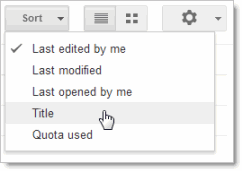 Sort
Last edited by me
Last modified
Last opened by me
Title
Quota used